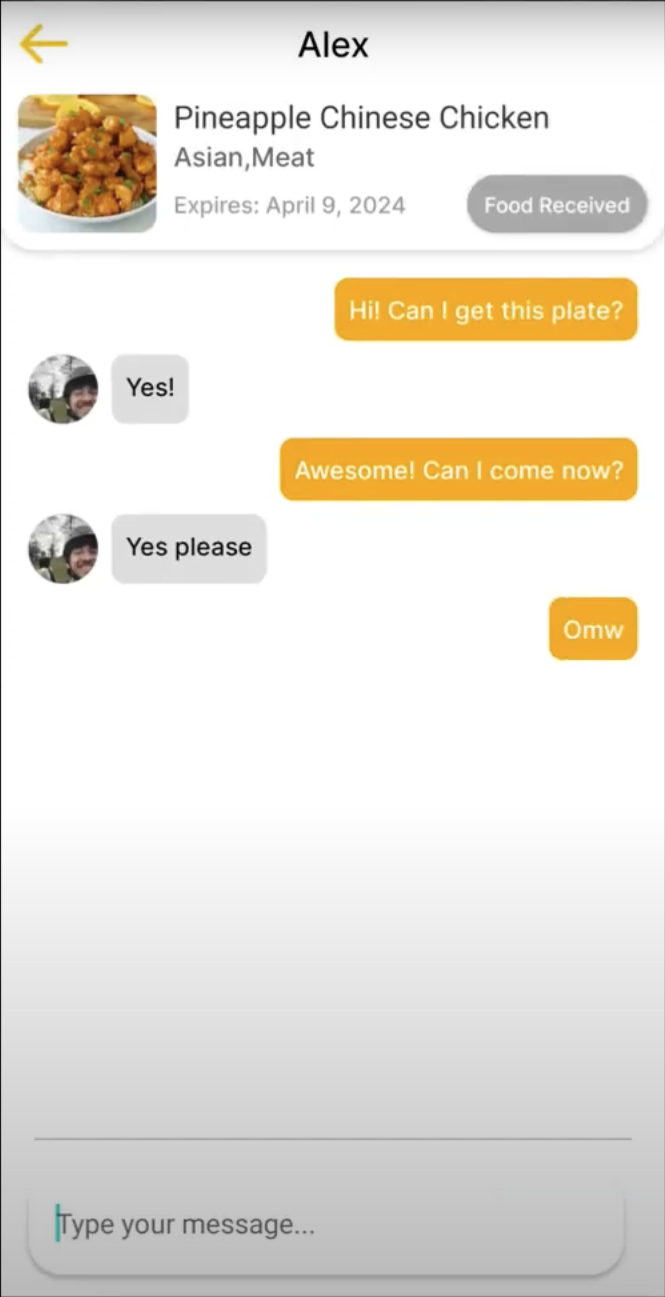 Alex
Pineapple Chinese Chicken
Asian,Meat
Expires: April 9, 2024
Food Received
Hi! Can I get this plate?
Yes!
Awesome! Can I come now?
Yes please
Omw
Type your message...